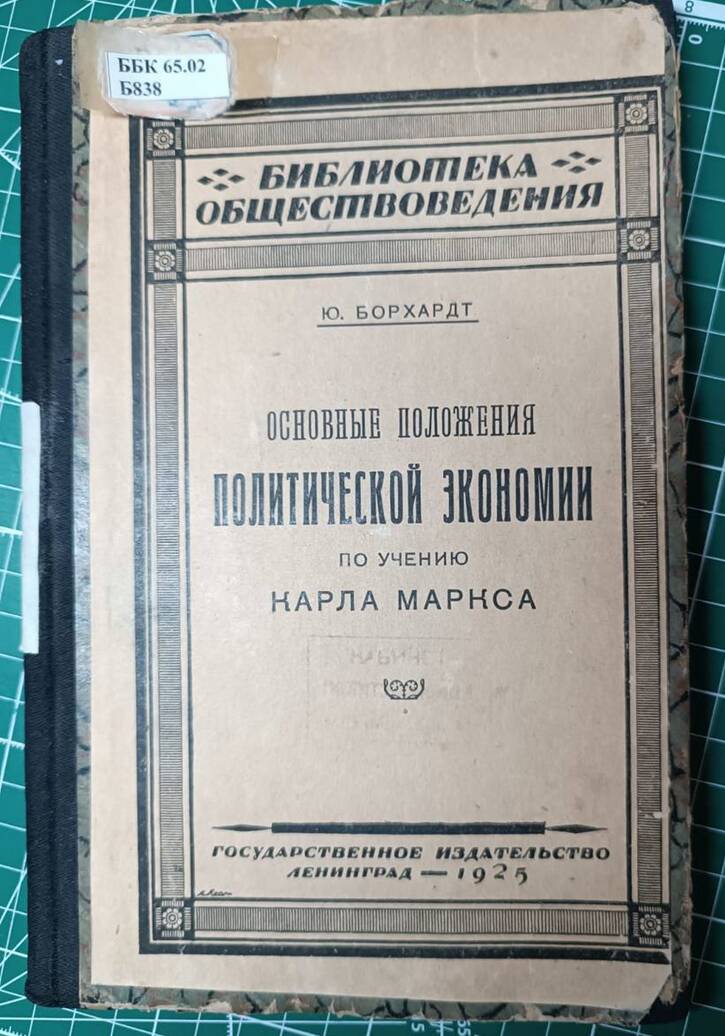 ББК 65.02
Б838
БИБЛИОТЕКА
ОБЩЕСТВОВЕДЕНИЯ
Ю. БОРХАРДТ
ОСНОВНЫЕ ПОЛОЖЕНИЯ
ПОЛИТИЧЕСКОЙ ЭКОНОМИИ
ПО УЧЕНИЮ
КАРЛА МАРКСА
ГОСУДАРСТВЕННОЕ ИЗДАТЕЛЬСТВО
ЛЕНИНГРАД — 1925